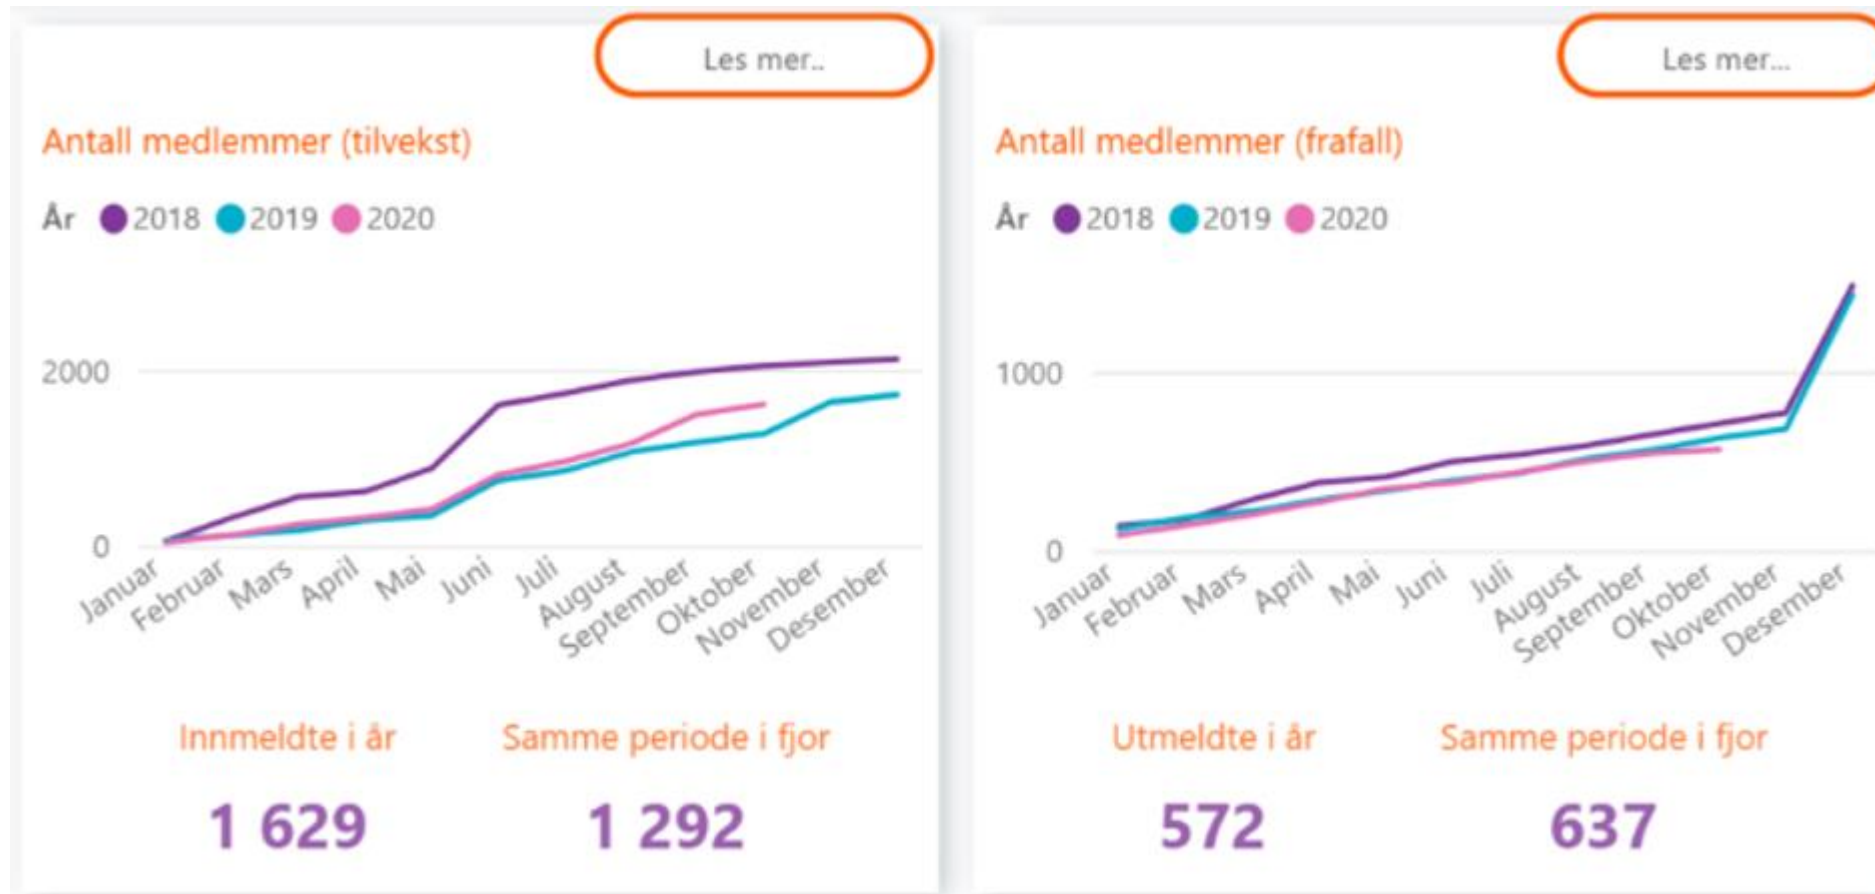 Les mer..
Antall medlemmer (tilvekst)
År 2018 2019 2020
2000
0
Januar
Februar
Mars
April
Mai
Juni
Juli
August
September
Oktober
November
Desember
Innmeldte i år
Samme periode i fjor
1 629
1 292
Les mer...
Antall medlemmer (frafall)
År 2018 2019 2020
1000
0
Januar
Februar
Mars
April
Mai
Juni
Juli
August
September
Oktober
November
Desember
Utmeldte i år
Samme periode i fjor
572
637